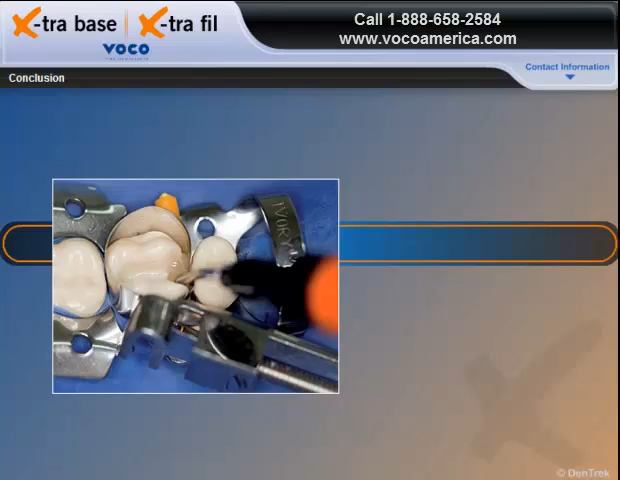 x-tra base | x-tra fil
VOCO
Call 1-888-658-2584
www.vocoamerica.com
Contact Information
Conclusion
IVORY
© DenTrek